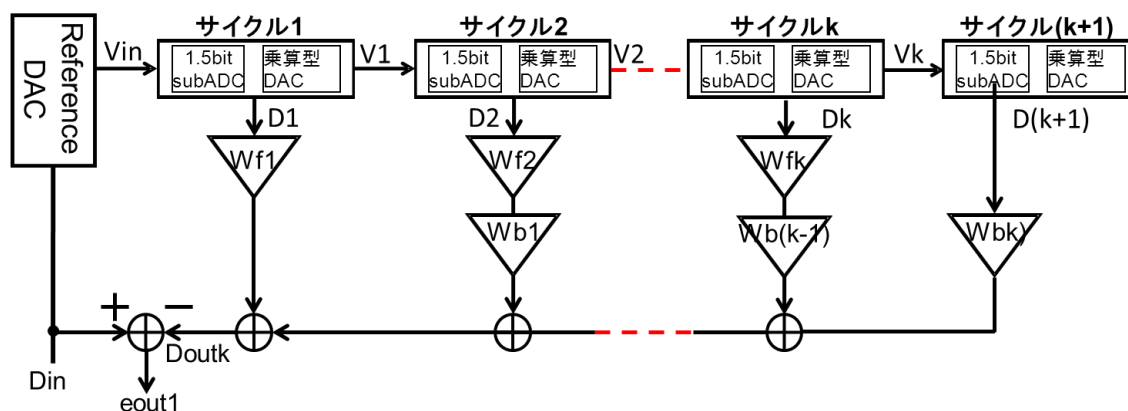 サイクル1
サイクル2
サイクルk
サイクル(k+1)
Reference
DAC
Vin
1.5bit
subADC
乗算型
DAC
V1
1.5bit
subADC
乗算型
DAC
V2
1.5bit
subADC
乗算型
DAC
Vk
1.5bit
subADC
乗算型
DAC
D1
D2
Dk
D(k+1)
Wf1
Wf2
Wfk
Wb1
Wb(k-1)
Wbk)
+
−
Doutk
Din
eout1